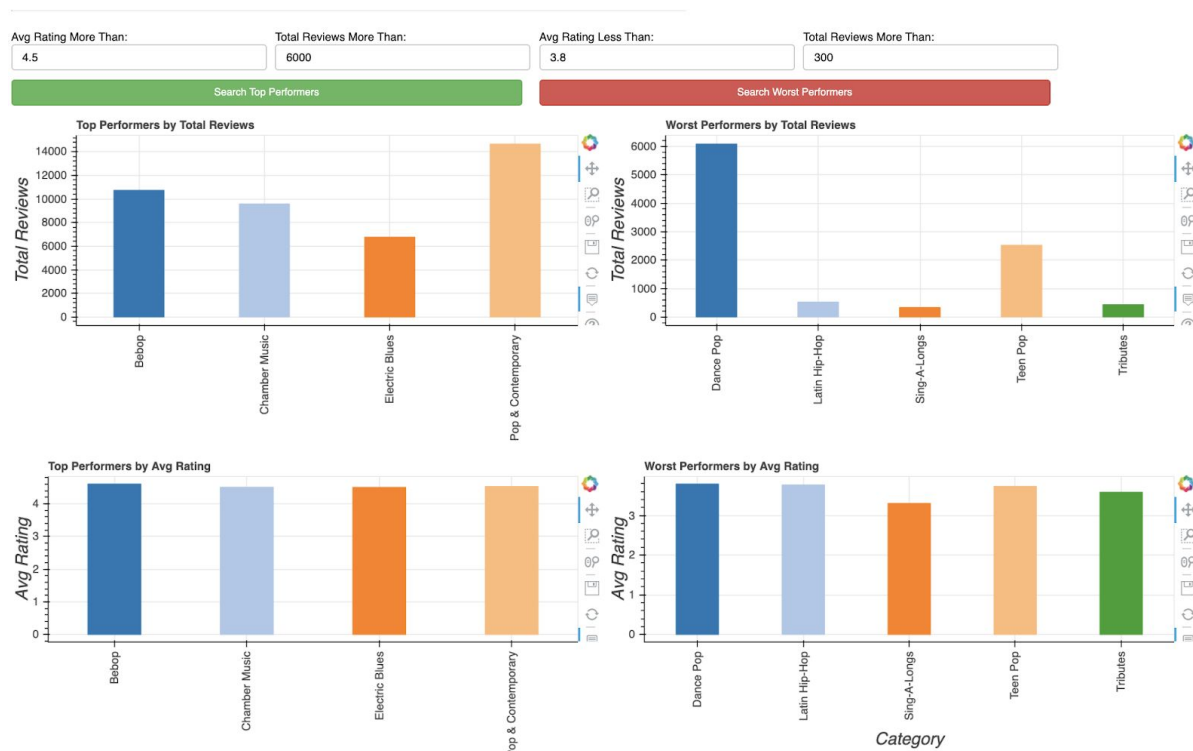 Avg Rating More Than:
Total Reviews More Than:
Avg Rating Less Than:
Total Reviews More Than:
4.5
6000
3.8
300
Search Top Performers
Search Worst Performers
Top Performers by Total Reviews
14000
12000
10000
8000
6000
4000
2000
0
Total Reviews
Bebop
Chamber Music
Electric Blues
Pop & Contemporary
Worst Performers by Total Reviews
6000
5000
4000
3000
2000
1000
0
Total Reviews
Dance Pop
Latin Hip-Hop
Sing-A-Longs
Teen Pop
Tributes
Top Performers by Avg Rating
4
3
2
1
0
Avg Rating
Bebop
Chamber Music
Electric Blues
op & Contemporary
Worst Performers by Avg Rating
3
2
1
0
Avg Rating
Dance Pop
Latin Hip-Hop
Sing-A-Longs
Teen Pop
Tributes
Category